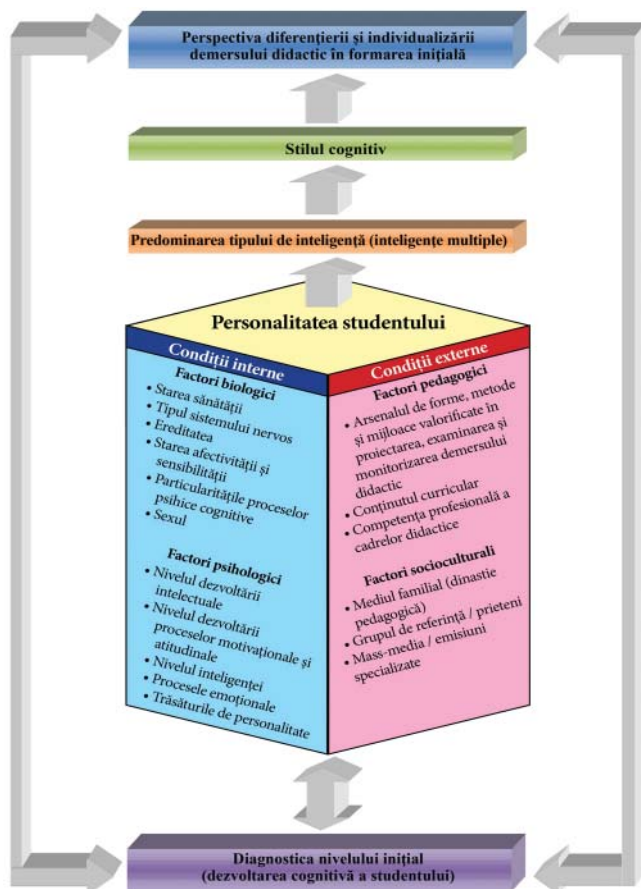 Perspectiva diferențierii și individualizării
demersului didactic în formarea inițială
Stilul cognitiv
Predominarea tipului de inteligență (inteligențe multiple)
Personalitatea studentului
Condiții interne
Factori biologici
• Starea sănătății
• Tipul sistemului nervos
• Ereditatea
• Starea afectivității și
sensibilității
• Particularitățile proceselor
psihice cognitive
• Sexul
Factori psihologici
• Nivelul dezvoltării
intelectuale
• Nivelul dezvoltării
proceselor motivaționale și
atitudinale
• Nivelul inteligenței
• Procesele emoționale
• Trăsăturile de personalitate
Condiții externe
Factori pedagogici
• Arsenalul de forme, metode
și mijloace valorificate în
proiectarea, examinarea și
monitorizarea demersului
didactic
• Conținutul curricular
• Competența profesională a
cadrelor didactice
Factori socioculturali
• Mediul familial (dinastie
pedagogică)
• Grupul de referință / prieteni
• Mass-media / emisiuni
specializate
Diagnostica nivelului inițial
(dezvoltarea cognitivă a studentului)